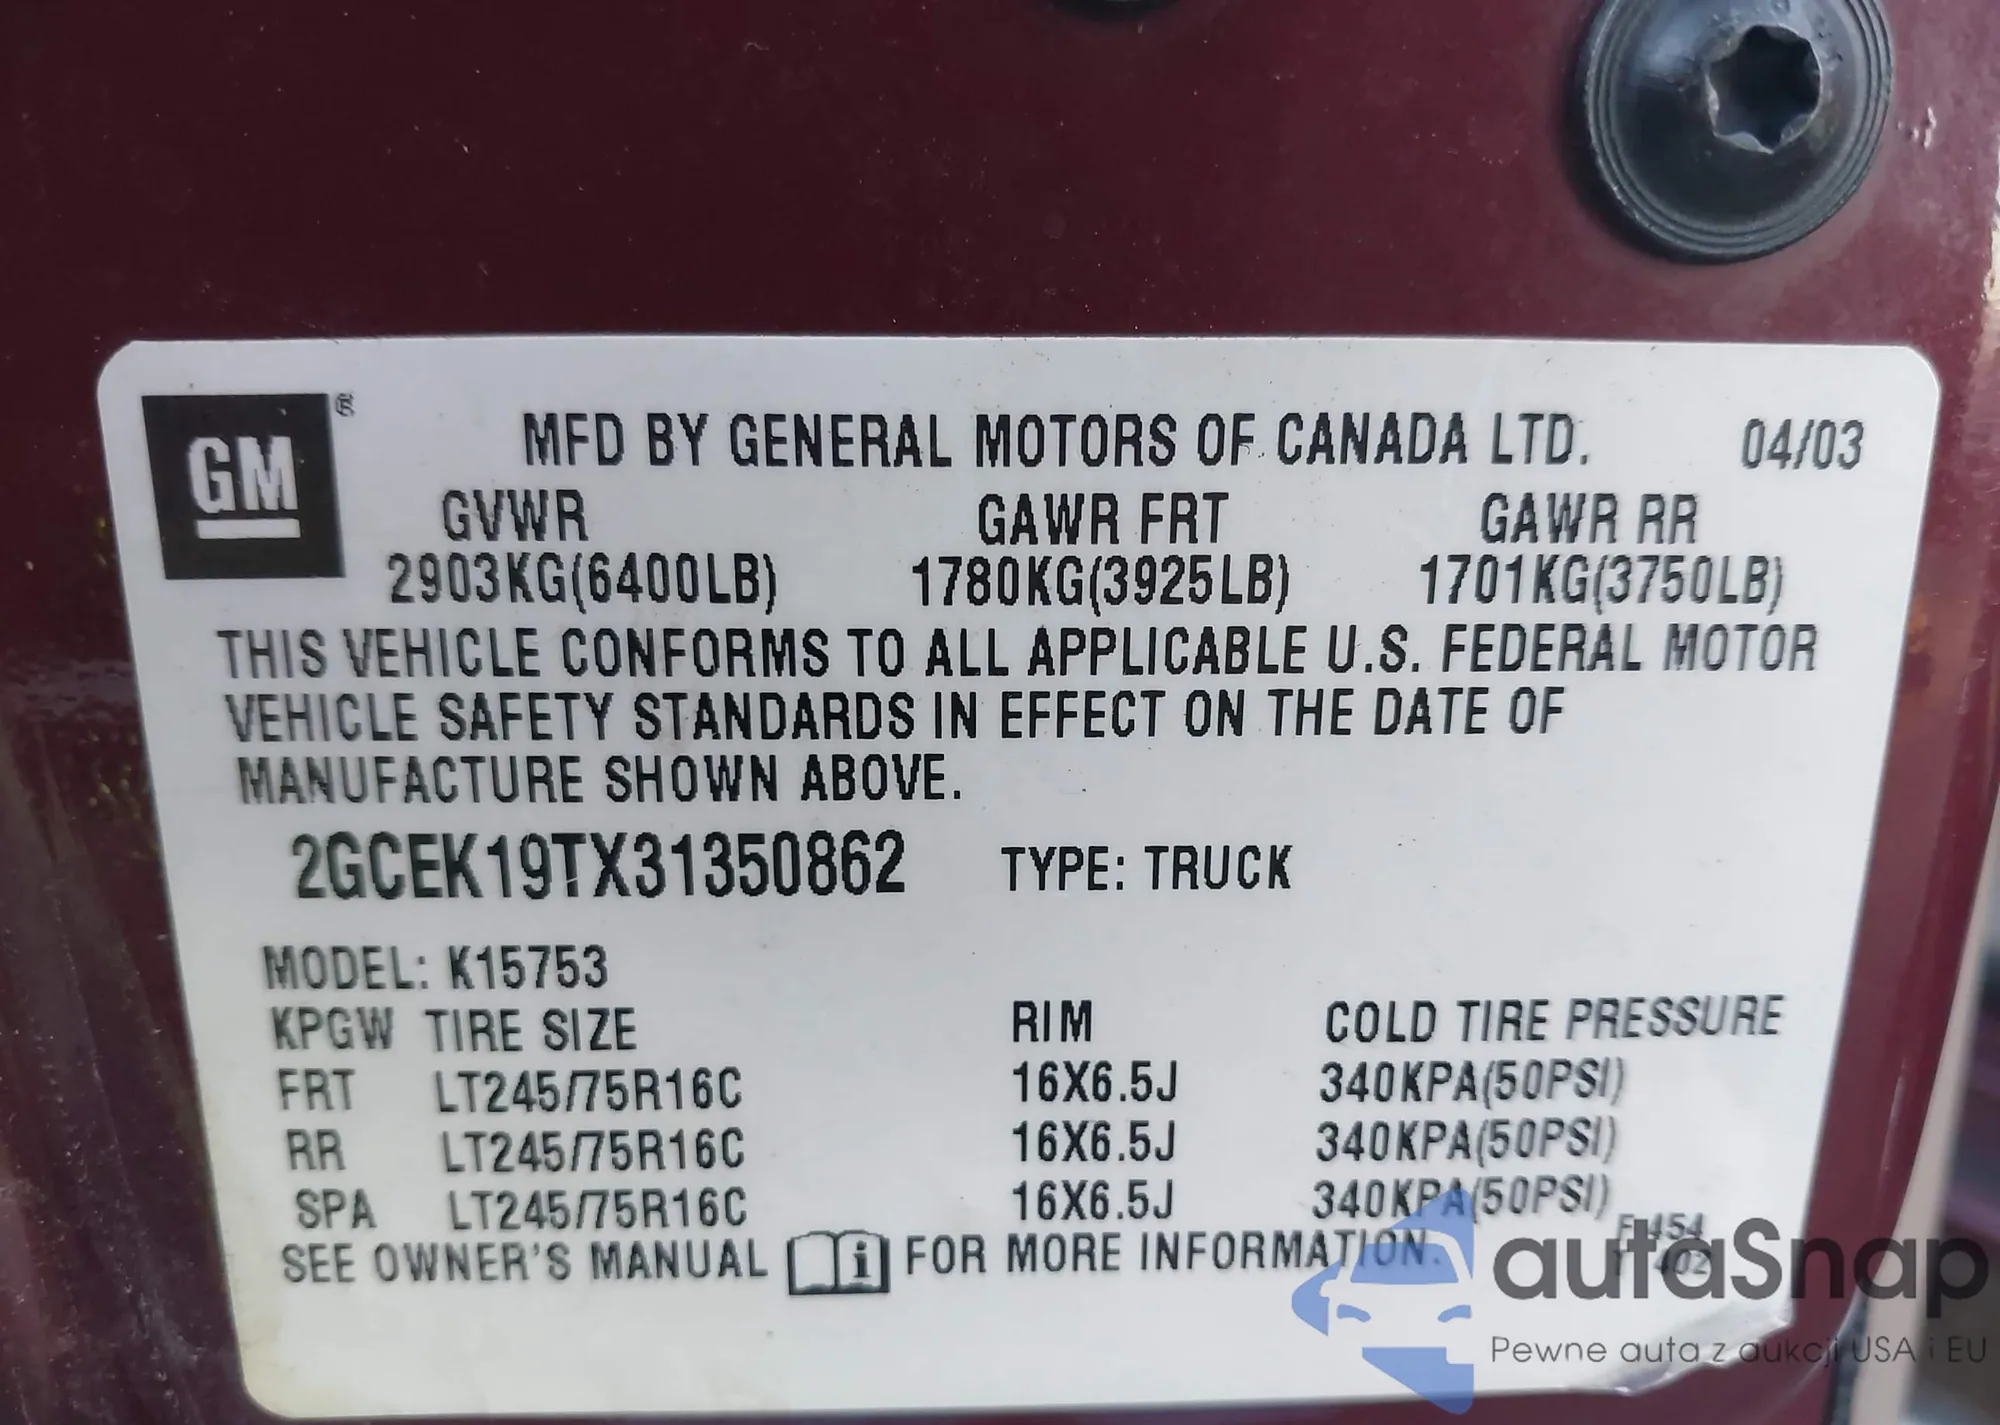 GM ®
MFD BY GENERAL MOTORS OF CANADA LTD. 04/03
GVWR GAWR FRT GAWR RR
2903KG(6400LB) 1780KG(3925LB) 1701KG(3750LB)
THIS VEHICLE CONFORMS TO ALL APPLICABLE U.S. FEDERAL MOTOR
VEHICLE SAFETY STANDARDS IN EFFECT ON THE DATE OF
MANUFACTURE SHOWN ABOVE.
2GCEK19TX31350862 TYPE: TRUCK
MODEL: K15753
KPGW TIRE SIZE RIM COLD TIRE PRESSURE
FRT LT245/75R16C 16X6.5J 340KPA(50PSI)
RR LT245/75R16C 16X6.5J 340KPA(50PSI)
SPA LT245/75R16C 16X6.5J 340KPA(50PSI)
SEE OWNER'S MANUAL i FOR MORE INFORMATION.
autaSnap
Pewne auta z aukcji USA i EU